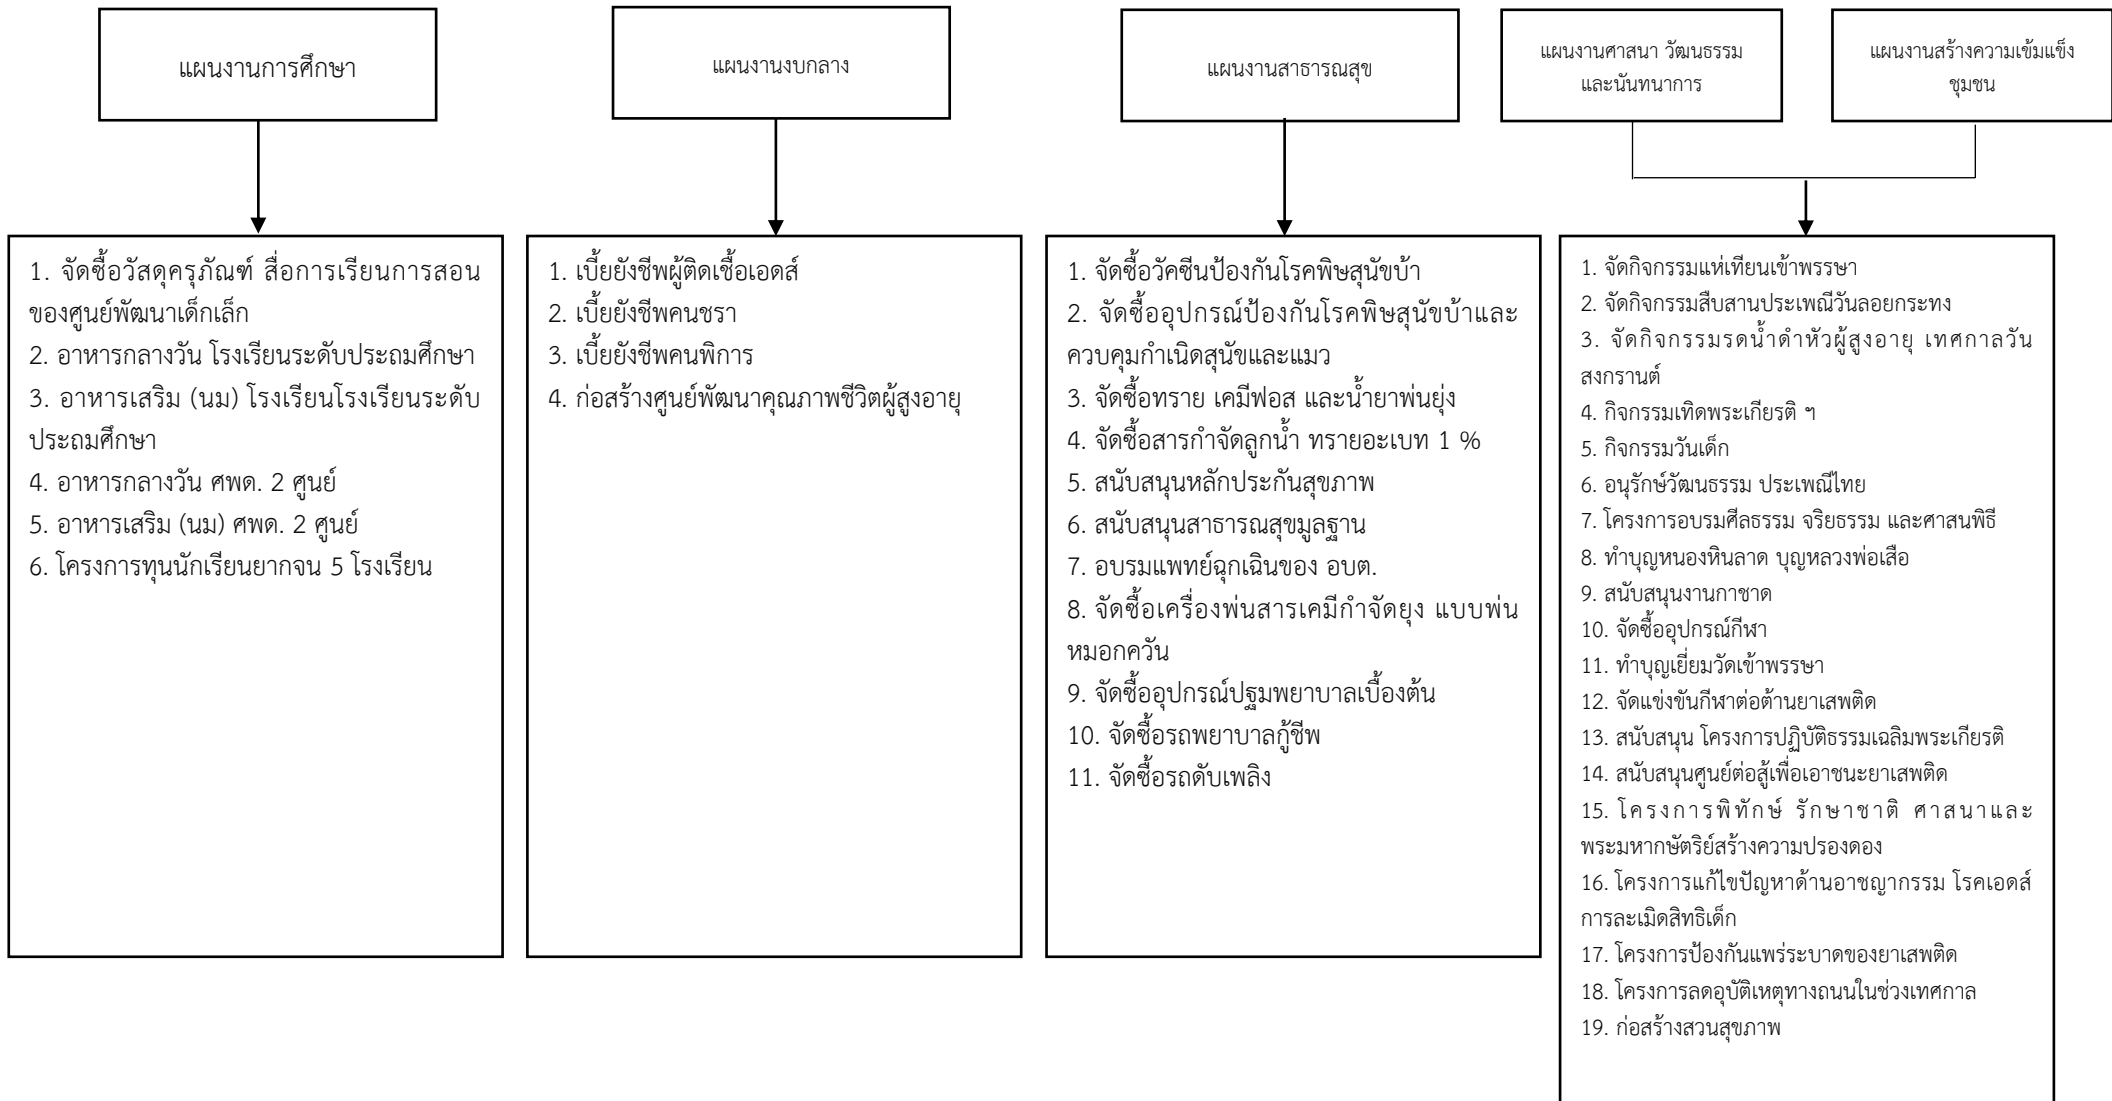 แผนงานการศึกษา
แผนงานงบกลาง
แผนงานสาธารณสุข
แผนงานศาสนา วัฒนธรรม
และนันทนาการ
แผนงานสร้างความเข้มแข็ง
ชุมชน
1. จัดซื้อวัสดุครุภัณฑ์ สื่อการเรียนการสอน
ของศูนย์พัฒนาเด็กเล็ก
2. อาหารกลางวัน โรงเรียนระดับประถมศึกษา
3. อาหารเสริม (นม) โรงเรียนโรงเรียนระดับ
ประถมศึกษา
4. อาหารกลางวัน ศพด. 2 ศูนย์
5. อาหารเสริม (นม) ศพด. 2 ศูนย์
6. โครงการทุนนักเรียนยากจน 5 โรงเรียน
1. เบี้ยยังชีพผู้ติดเชื้อเอดส์
2. เบี้ยยังชีพคนชรา
3. เบี้ยยังชีพคนพิการ
4. ก่อสร้างศูนย์พัฒนาคุณภาพชีวิตผู้สูงอายุ
1. จัดซื้อวัคซีนป้องกันโรคพิษสุนัขบ้า
2. จัดซื้ออุปกรณ์ป้องกันโรคพิษสุนัขบ้าและ
ควบคุมกำเนิดสุนัขและแมว
3. จัดซื้อทราย เคมีฟอส และน้ำยาพ่นยุ่ง
4. จัดซื้อสารกำจัดลูกน้ำ ทรายอะเบท 1 %
5. สนับสนุนหลักประกันสุขภาพ
6. สนับสนุนสาธารณสุขมูลฐาน
7. อบรมแพทย์ฉุกเฉินของ อบต.
8. จัดซื้อเครื่องพ่นสารเคมีกำจัดยุง แบบพ่น
หมอกควัน
9. จัดซื้ออุปกรณ์ปฐมพยาบาลเบื้องต้น
10. จัดซื้อรถพยาบาลกู้ชีพ
11. จัดซื้อรถดับเพลิง
1. จัดกิจกรรมแห่เทียนเข้าพรรษา
2. จัดกิจกรรมสืบสานประเพณีวันลอยกระทง
3. จัดกิจกรรมรดน้ำดำหัวผู้สูงอายุ เทศกาลวัน
สงกรานต์
4. กิจกรรมเทิดพระเกียรติ ฯ
5. กิจกรรมวันเด็ก
6. อนุรักษ์วัฒนธรรม ประเพณีไทย
7. โครงการอบรมศีลธรรม จริยธรรม และศาสนพิธี
8. ทำบุญหนองหินลาด บุญหลวงพ่อเสือ
9. สนับสนุนงานกาชาด
10. จัดซื้ออุปกรณ์กีฬา
11. ทำบุญเยี่ยมวัดเข้าพรรษา
12. จัดแข่งขันกีฬาต่อต้านยาเสพติด
13. สนับสนุน โครงการปฏิบัติธรรมเฉลิมพระเกียรติ
14. สนับสนุนศูนย์ต่อสู้เพื่อเอาชนะยาเสพติด
15. โครงการพิทักษ์ รักษาชาติ ศาสนาและ
พระมหากษัตริย์สร้างความปรองดอง
16. โครงการแก้ไขปัญหาด้านอาชญากรรม โรคเอดส์
การละเมิดสิทธิเด็ก
17. โครงการป้องกันแพร่ระบาดของยาเสพติด
18. โครงการลดอุบัติเหตุทางถนนในช่วงเทศกาล
19. ก่อสร้างสวนสุขภาพ